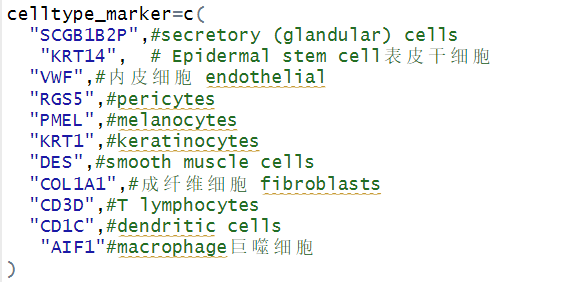 celltype_marker=c(
"SCGB1B2P",#secretory (glandular) cells
"KRT14", # Epidermal stem cell表皮干细胞
"VWF",#内皮细胞 endothelial
"RGS5",#pericytes
"PMEL",#melanocytes
"KRT1",#keratinocytes
"DES",#smooth muscle cells
"COL1A1",#成纤维细胞 fibroblasts
"CD3D",#T lymphocytes
"CD1C",#dendritic cells
"AIF1"#macrophage巨噬细胞
)